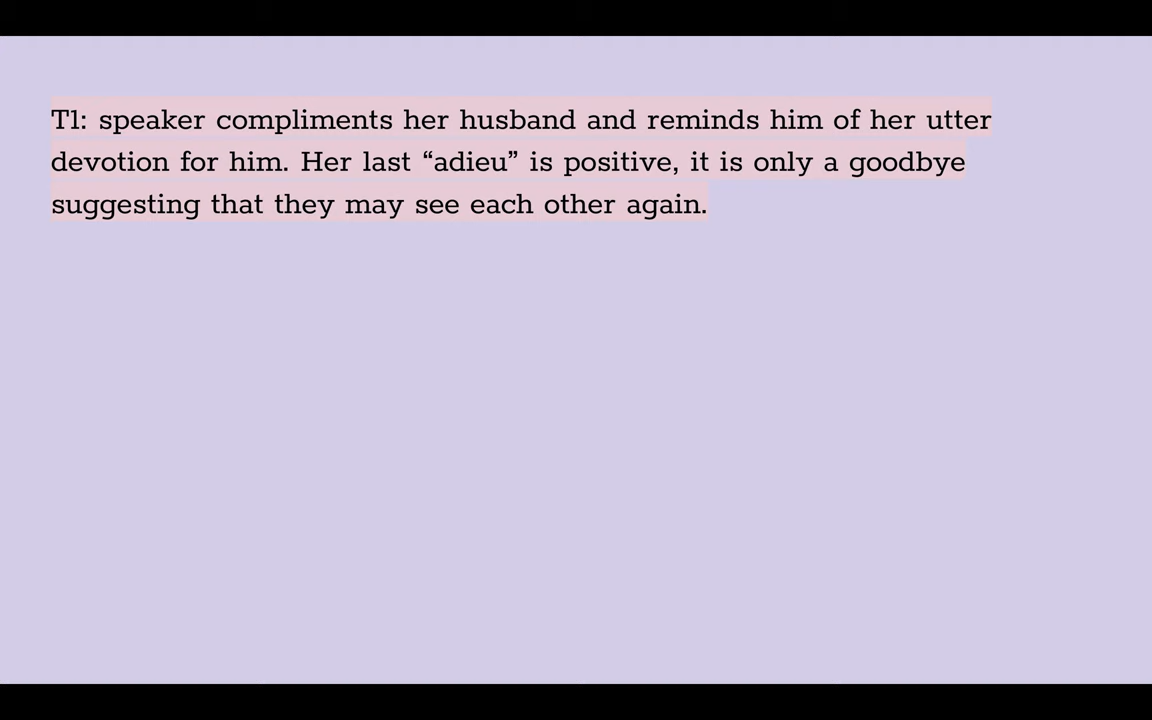 T1: speaker compliments her husband and reminds him of her utter
devotion for him. Her last “adieu” is positive, it is only a goodbye
suggesting that they may see each other again.